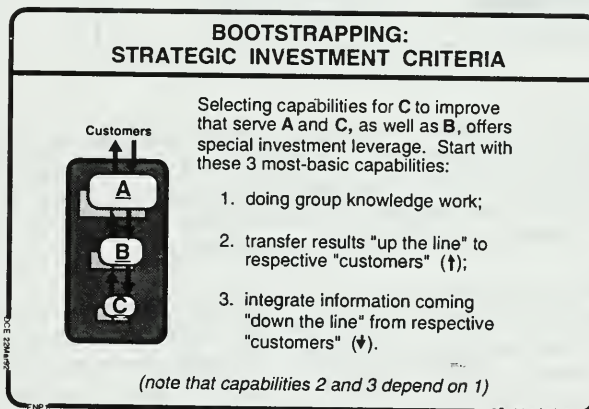 BOOTSTRAPPING:
STRATEGIC INVESTMENT CRITERIA
Customers
A
B
C
Selecting capabilities for C to improve
that serve A and C, as well as B, offers
special investment leverage. Start with
these 3 most-basic capabilities:
1. doing group knowledge work;
2. transfer results "up the line" to
respective "customers" (↑);
3. integrate information coming
"down the line" from respective
"customers" (↓).
(note that capabilities 2 and 3 depend on 1)
DCE 22Mar92